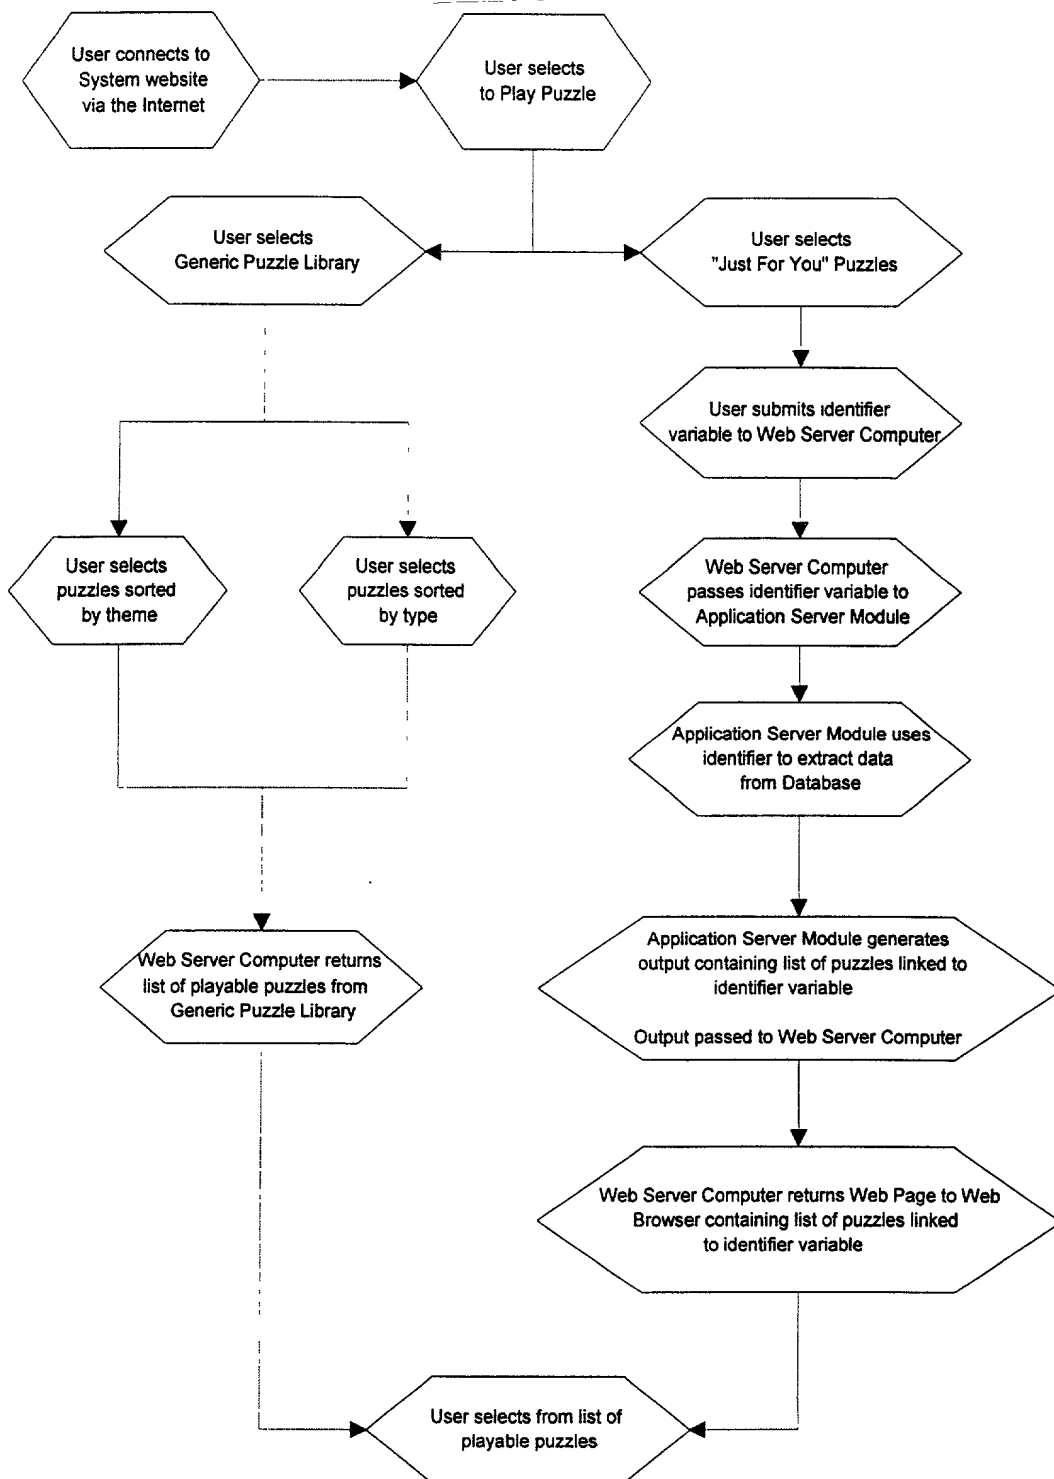 User connects to
System website
via the Internet
User selects
to Play Puzzle
User selects
Generic Puzzle Library
User selects
"Just For You" Puzzles
User submits identifier
variable to Web Server Computer
User selects
puzzles sorted
by theme
User selects
puzzles sorted
by type
Web Server Computer
passes identifier variable to
Application Server Module
Application Server Module uses
identifier to extract data
from Database
Web Server Computer returns
list of playable puzzles from
Generic Puzzle Library
Application Server Module generates
output containing list of puzzles linked to
identifier variable
Output passed to Web Server Computer
Web Server Computer returns Web Page to Web
Browser containing list of puzzles linked
to identifier variable
User selects from list of
playable puzzles